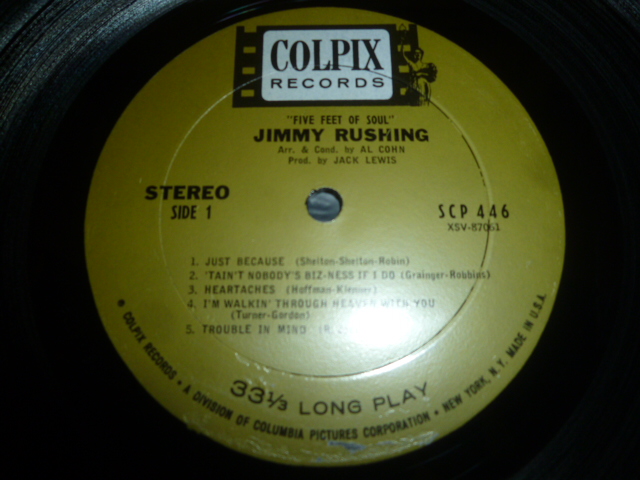 COLPIX
RECORDS
"FIVE FEET OF SOUL"
JIMMY RUSHING
Arr. & Cond. by AL COHN
Prod. by JACK LEWIS
STEREO
SIDE 1
SCP 446
XSV-87061
1. JUST BECAUSE (Shelton-Shelton-Robin)
2. 'TAIN'T NOBODY'S BIZ-NESS IF I DO (Grainger-Robbins)
3. HEARTACHES (Hoffman-Klenner)
4. I'M WALKIN' THROUGH HEAVEN WITH YOU
(Turner-Gordon)
5. TROUBLE IN MIND
33⅓ LONG PLAY
COLPIX RECORDS • A DIVISION OF COLUMBIA PICTURES CORPORATION • NEW YORK, N.Y. MADE IN U.S.A.